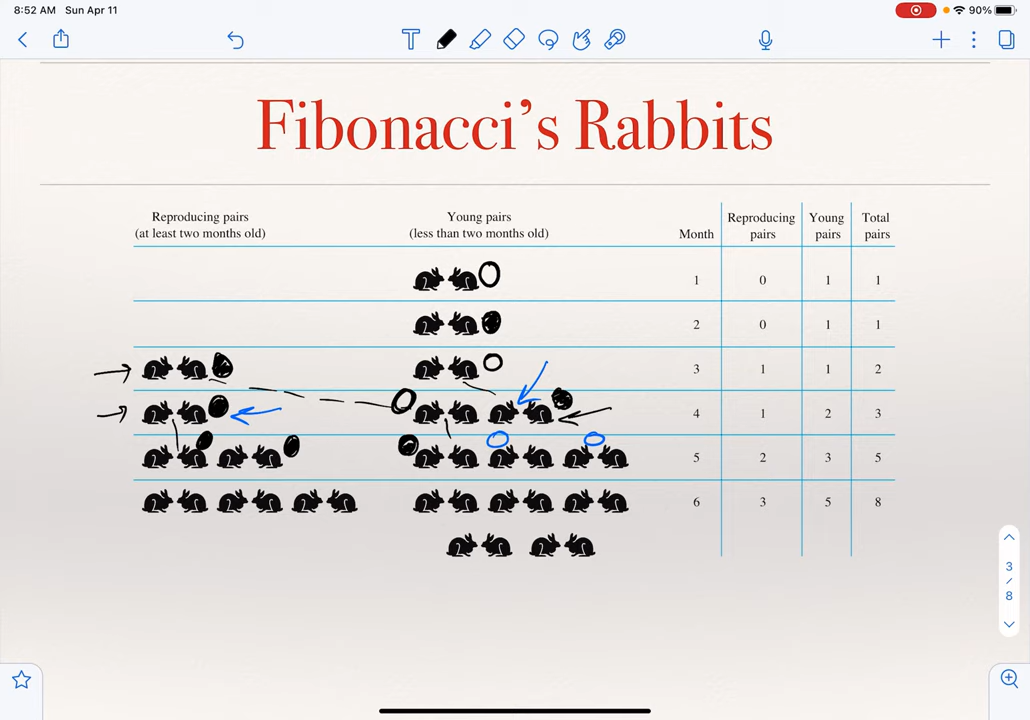 8:52 AM Sun Apr 11
90%
T
Fibonacci's Rabbits
Reproducing pairs
(at least two months old)
Young pairs
(less than two months old)
Month
Reproducing pairs
Young pairs
Total pairs
1 0 1 1
2 0 1 1
3 1 1 2
4 1 2 3
5 2 3 5
6 3 5 8
3
/
8